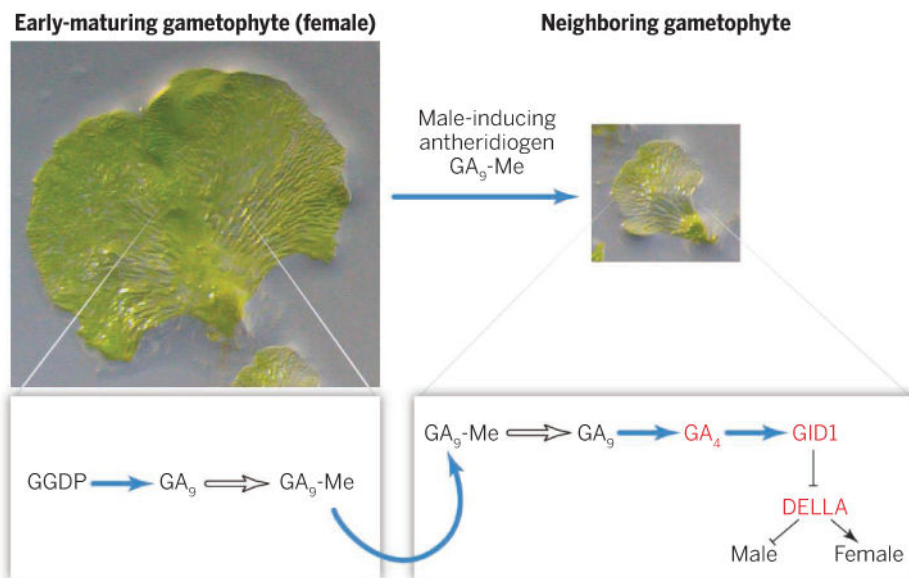 Early-maturing gametophyte (female)
Neighboring gametophyte
Male-inducing
antheridiogen
GA₉-Me
GGDP
GA₉
GA₉-Me
GA₉-Me
GA₉
GA₄
GID1
DELLA
Male
Female